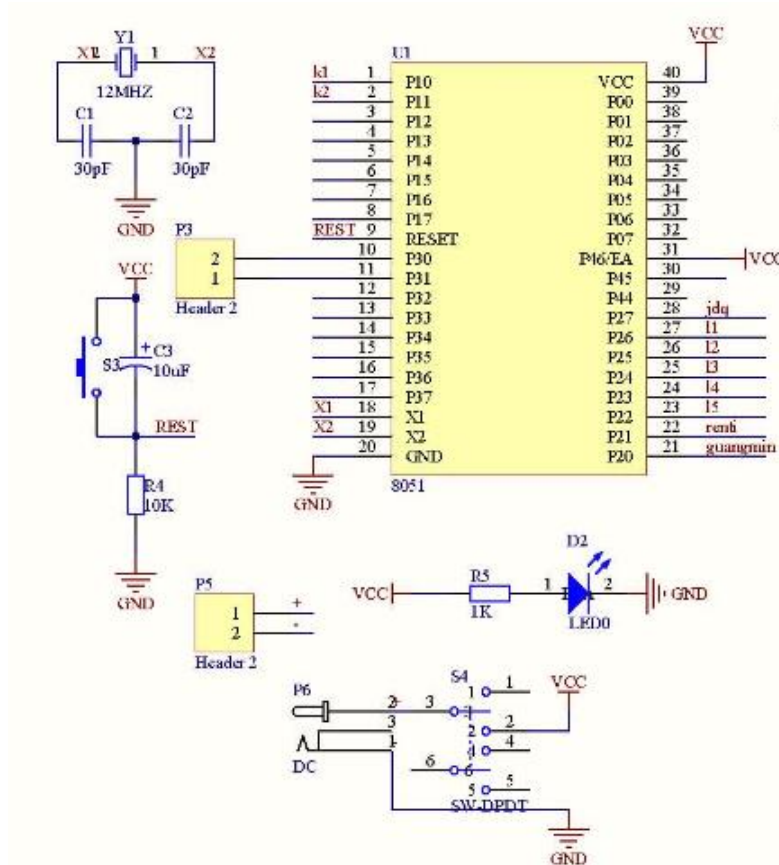 Y1
X1 2 1 X2
12MHZ
C1 C2
30pF 30pF
GND
VCC
S3 C3
10uF
REST
R4
10K
GND
P3
2
1
Header 2
U1
k1 1 P10 VCC 40 VCC
k2 2 P11 P00 39
3 P12 P01 38
4 P13 P02 37
5 P14 P03 36
6 P15 P04 35
7 P16 P05 34
8 P17 P06 33
REST 9 RESET P07 32
10 P30 P46/EA 31 VCC
11 P31 P45 30
12 P32 P44 29
13 P33 P27 28 jdq
14 P34 P26 27 l1
15 P35 P25 26 l2
16 P36 P24 25 l3
17 P37 P23 24 l4
X1 18 X1 P22 23 l5
X2 19 X2 P21 22 renti
20 GND P20 21 guangmin
GND 8051
P5
1 +
2 -
Header 2
D2
VCC R5 1 2 GND
1K LED0
P6 S4 VCC
1 1
2 3 3
3 2 2
1 4 4
DC 6 6
5 5
SW-DPDT
GND